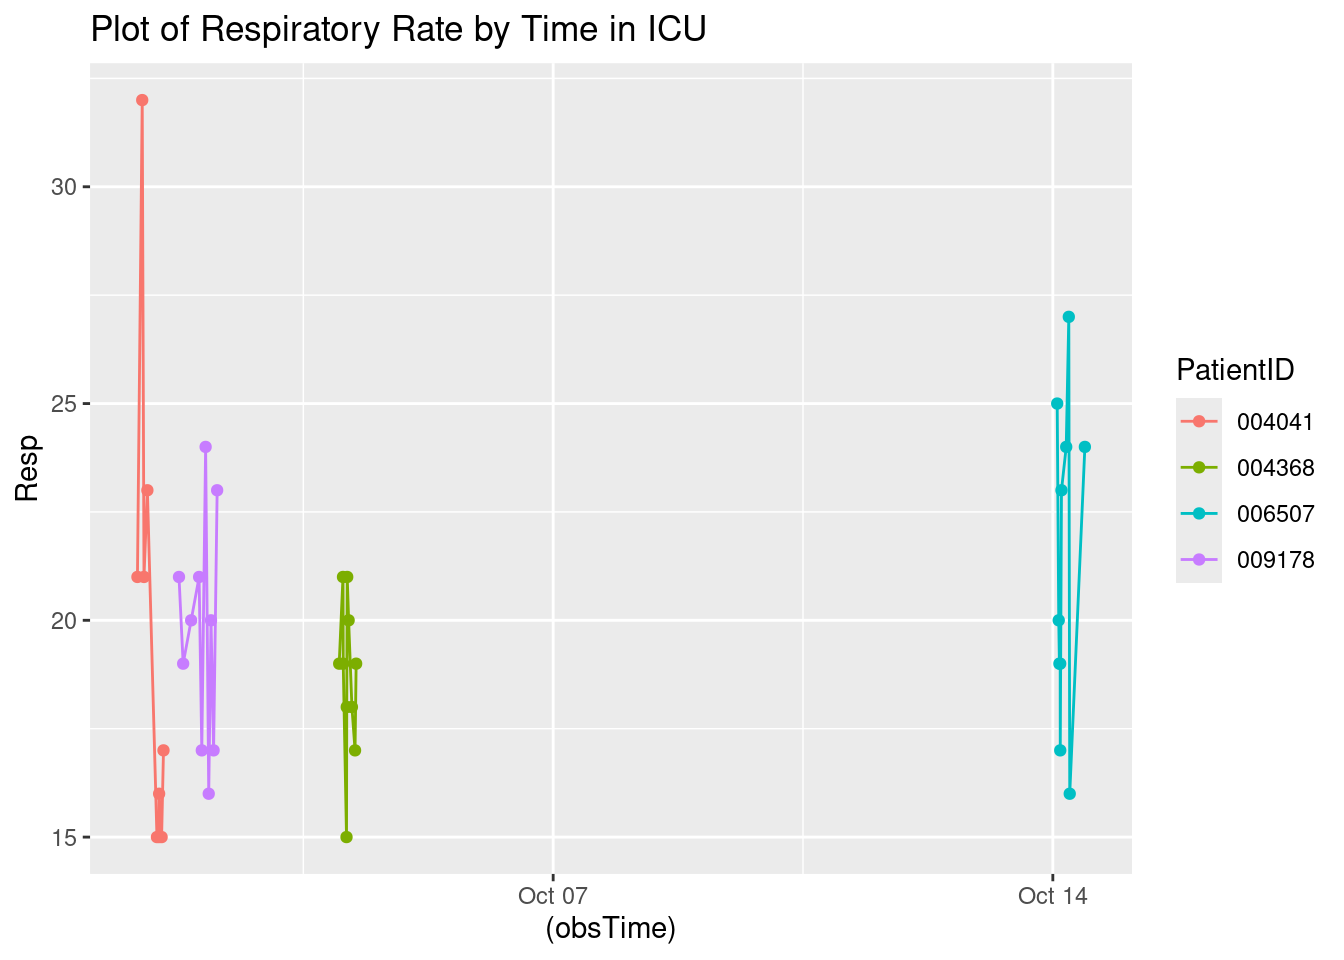 Plot of Respiratory Rate by Time in ICU
30
25
20
15
Resp
Oct 07
Oct 14
(obsTime)
PatientID
004041
004368
006507
009178